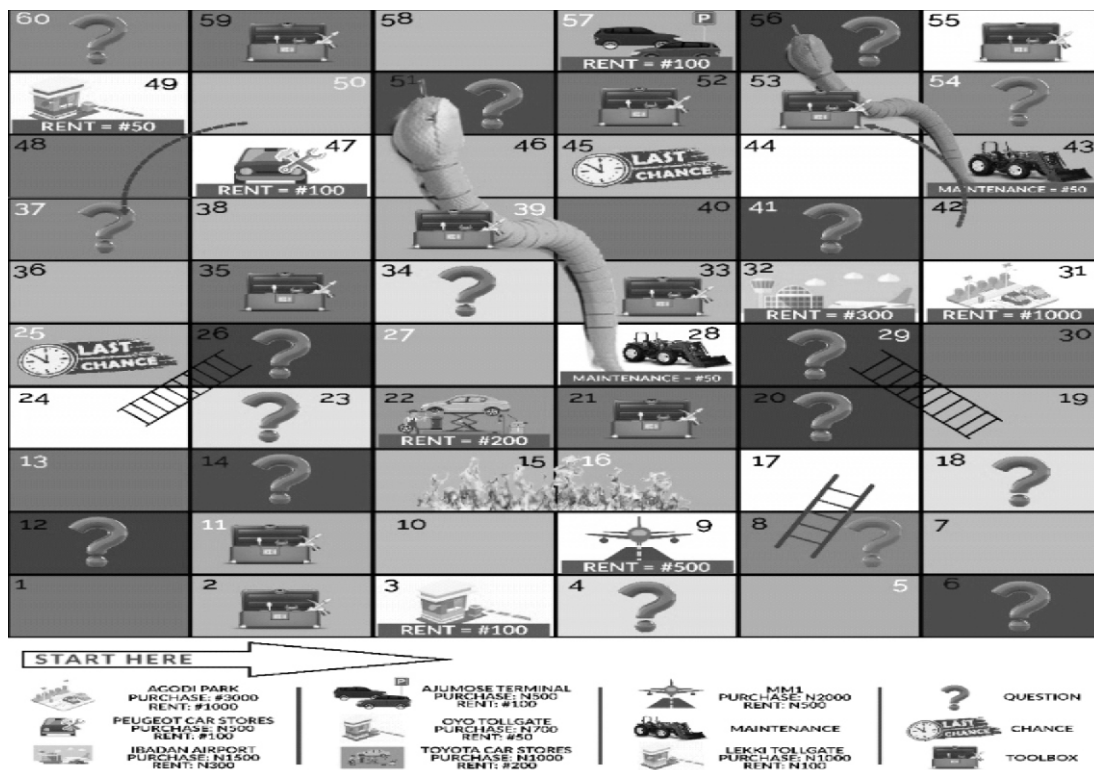 60 59 58 57 P 56 55
RENT = #100
49 50 51 52 53 54
RENT = #50
48 47 46 45 LAST CHANCE 44 43
RENT = #100
MAINTENANCE = #50
37 38 39 40 41 42
36 35 34 33 32 31
RENT = #300
RENT = #1000
25 LAST CHANCE 26 27 28 29 30
MAINTENANCE = #50
24 23 22 21 20 19
RENT = #200
13 14 15 16 17 18
12 11 10 9 8 7
RENT = #500
1 2 3 4 5 6
RENT = #100
START HERE
AGODI PARK
PURCHASE: #3000
RENT: #1000
PEUGEOT CAR STORES
PURCHASE: N500
RENT: #100
IBADAN AIRPORT
PURCHASE: N1500
RENT: N300
P
AJUMOSE TERMINAL
PURCHASE: N500
RENT: #100
OYO TOLLGATE
PURCHASE: N700
RENT: #50
TOYOTA CAR STORES
PURCHASE: N1000
RENT: #200
MM1
PURCHASE: N2000
RENT: N500
MAINTENANCE
LEKKI TOLLGATE
PURCHASE: N1000
RENT: N100
QUESTION
LAST CHANCE
CHANCE
TOOLBOX